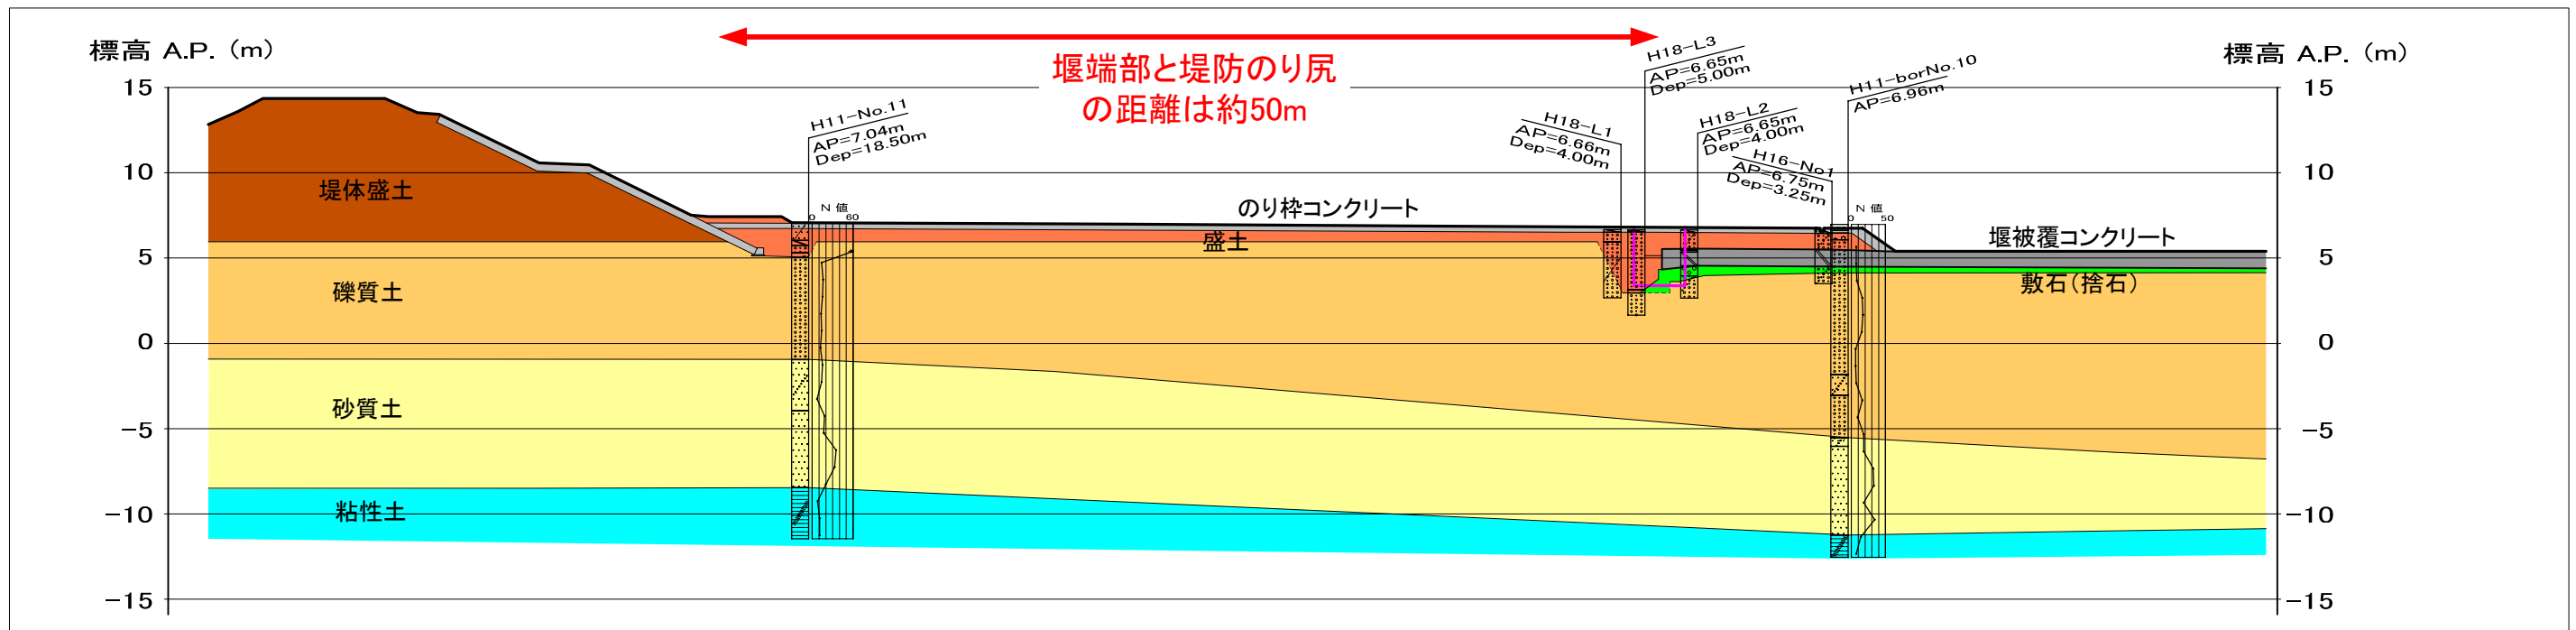 標高 A.P. (m)
標高 A.P. (m)
堰端部と堤防のり尻
の距離は約50m
15
10
5
0
-5
-10
-15
15
10
5
0
-5
-10
-15
H11-No.11
AP=7.04m
Dep=18.50m
H18-L1
AP=6.66m
Dep=4.00m
H18-L3
AP=6.65m
Dep=5.00m
H18-L2
AP=6.65m
Dep=4.00m
H16-No1
AP=6.75m
Dep=3.25m
H11-borNo.10
AP=6.96m
N 値
0 60
N 値
0 50
堤体盛土
のり枠コンクリート
盛土
堰被覆コンクリート
敷石(捨石)
礫質土
砂質土
粘性土